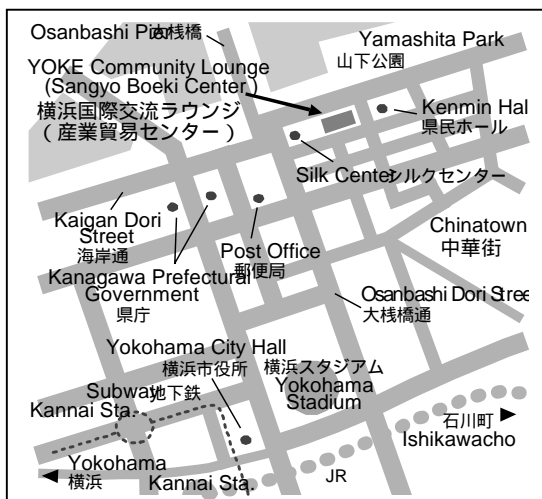 Osanbashi Pier 大桟橋
Yamashita Park
山下公園
YOKE Community Lounge
(Sangyo Boeki Center )
横浜国際交流ラウンジ
（産業貿易センター）
Kenmin Hal
県民ホール
Silk Center シルクセンター
Kaigan Dori
Street
海岸通
Chinatown
中華街
Post Office
郵便局
Kanagawa Prefectural
Government
県庁
Osanbashi Dori Stree
大桟橋通
Yokohama City Hall
横浜市役所
横浜スタジアム
Yokohama
Stadium
Subway 地下鉄
Kannai Sta.
石川町
Ishikawacho
Yokohama
横浜
Kannai Sta.
JR